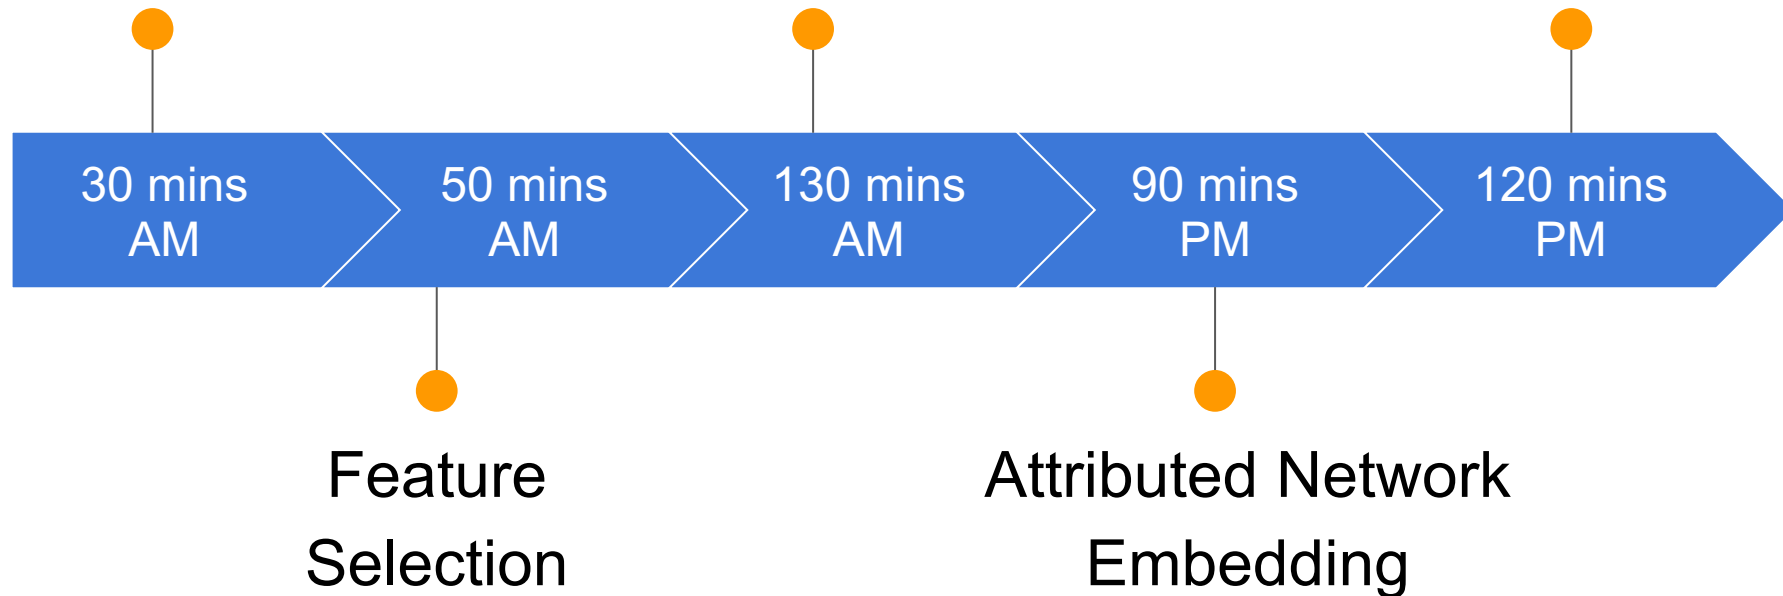 30 mins
AM
50 mins
AM
130 mins
AM
90 mins
PM
120 mins
PM
Feature
Selection
Attributed Network
Embedding